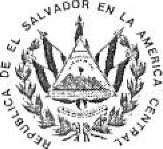 REPUBLICA DE EL SALVADOR EN LA AMERICA CENTRAL